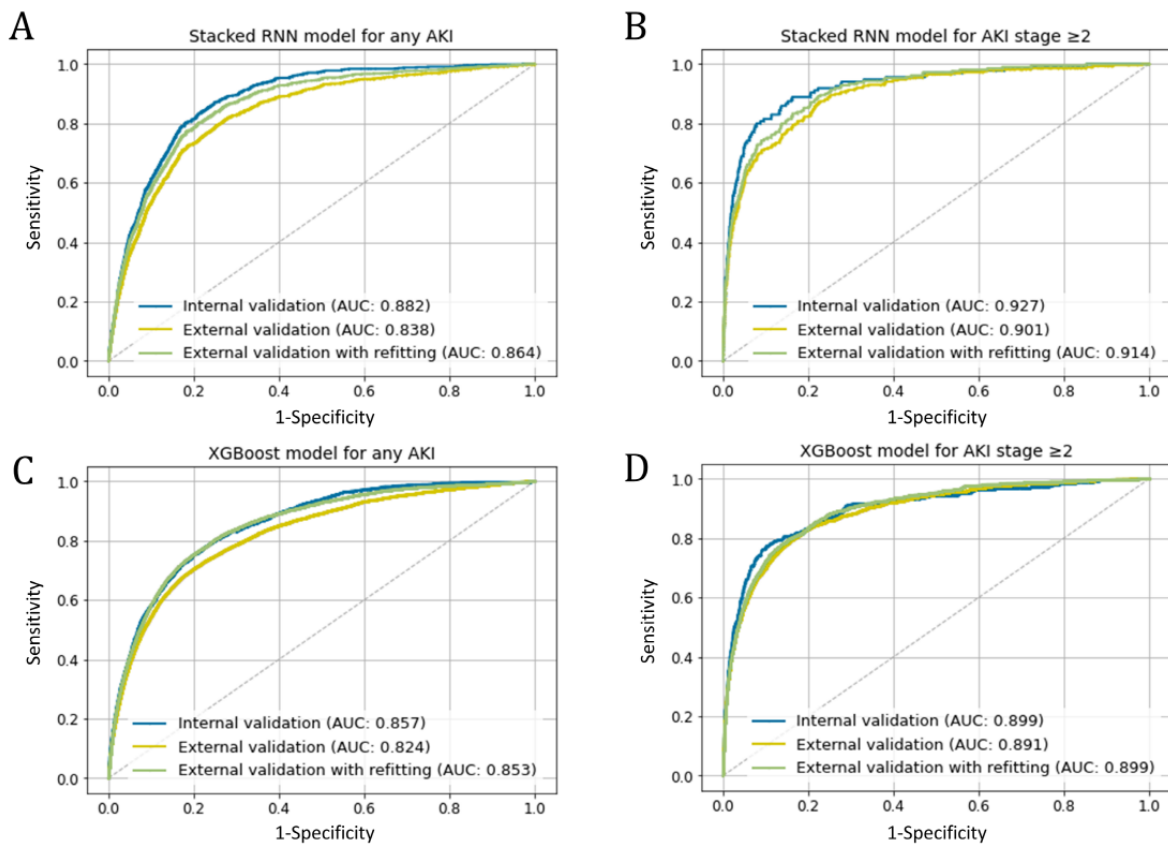 A
Stacked RNN model for any AKI
1.0
0.8
0.6
0.4
0.2
0.0
Sensitivity
Internal validation (AUC: 0.882)
External validation (AUC: 0.838)
External validation with refitting (AUC: 0.864)
0.0 0.2 0.4 0.6 0.8 1.0
1-Specificity
B
Stacked RNN model for AKI stage ≥2
1.0
0.8
0.6
0.4
0.2
0.0
Sensitivity
Internal validation (AUC: 0.927)
External validation (AUC: 0.901)
External validation with refitting (AUC: 0.914)
0.0 0.2 0.4 0.6 0.8 1.0
1-Specificity
C
XGBoost model for any AKI
1.0
0.8
0.6
0.4
0.2
0.0
Sensitivity
Internal validation (AUC: 0.857)
External validation (AUC: 0.824)
External validation with refitting (AUC: 0.853)
0.0 0.2 0.4 0.6 0.8 1.0
1-Specificity
D
XGBoost model for AKI stage ≥2
1.0
0.8
0.6
0.4
0.2
0.0
Sensitivity
Internal validation (AUC: 0.899)
External validation (AUC: 0.891)
External validation with refitting (AUC: 0.899)
0.0 0.2 0.4 0.6 0.8 1.0
1-Specificity